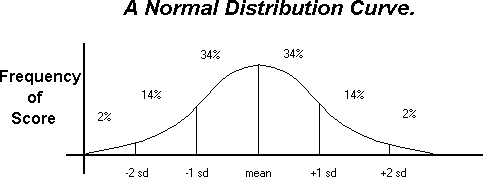 A Normal Distribution Curve.
34% 34%
Frequency
of
Score
14% 14%
2% 2%
-2 sd -1 sd mean +1 sd +2 sd